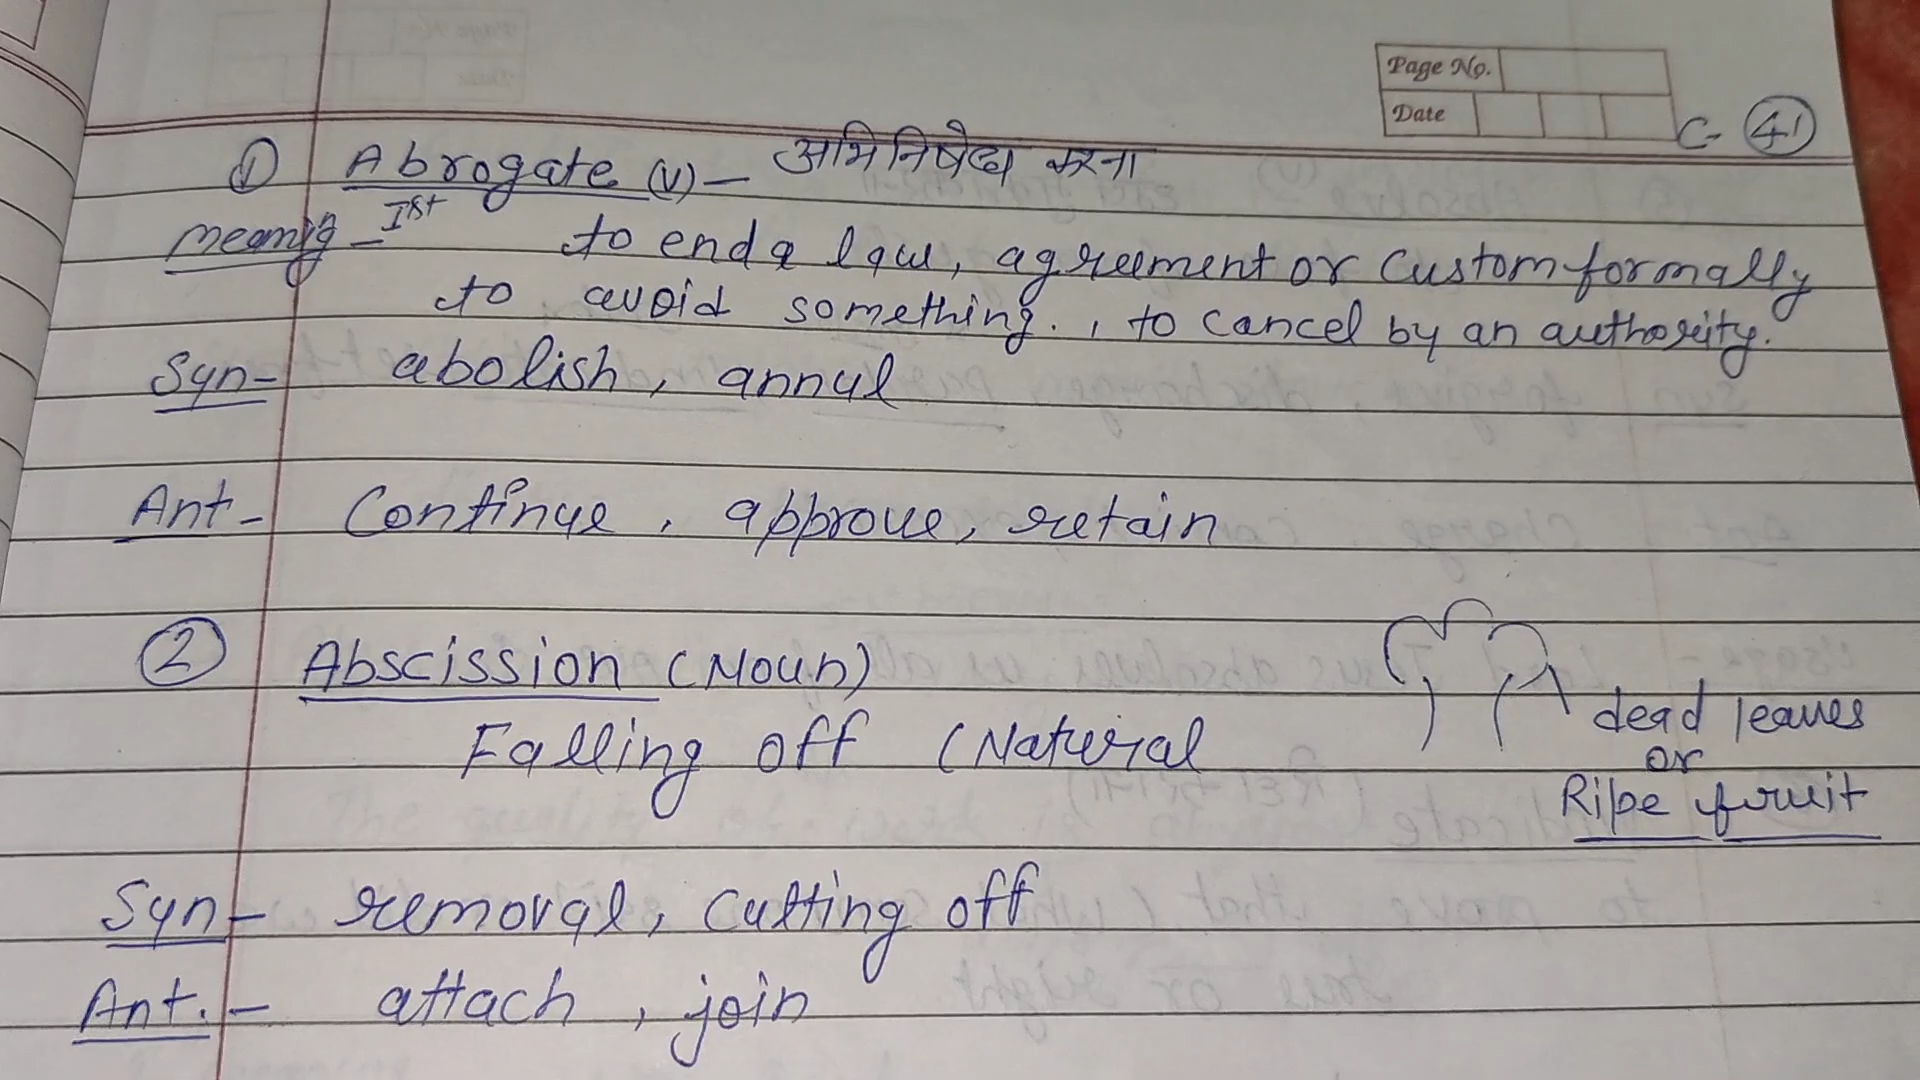 Page No.
Date
C- 41
① Abrogate (v) - अभिनिषेध करना
Meaning - Ist to end a law, agreement or custom formally
to avoid something., to cancel by an authority.
Syn- abolish, annul
Ant- Continue, approve, retain
② Abscission (Noun)
Falling off (Natural
dead leaves
or
Ripe fruit
Syn- removal, cutting off
Ant.- attach, join